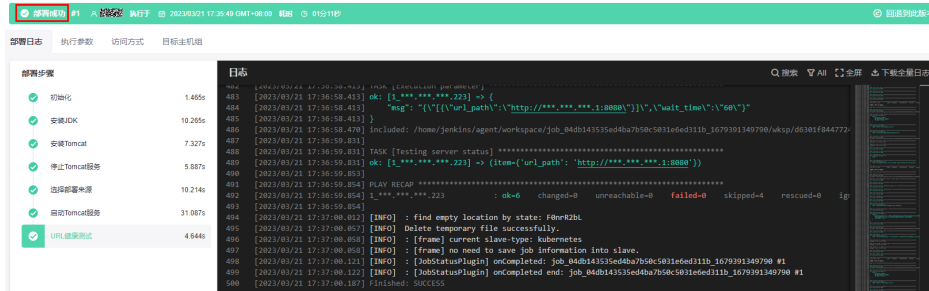 部署成功 #1 执行于 2023/03/21 17:35:49 GMT+08:00 耗时 01分11秒 回退到此版本
部署日志 执行参数 访问方式 目标主机组
部署步骤
初始化 1.465s
安装JDK 10.265s
安装Tomcat 7.327s
停止Tomcat服务 5.887s
选择部署来源 10.214s
启动Tomcat服务 31.087s
URL健康测试 4.644s
日志 搜索 All 全屏 下载全量日志
482 [2023/03/21 17:36:58.413] TASK [Execution parameter]
483 [2023/03/21 17:36:58.413] ok: [1_***.***.***.223] => {
484 [2023/03/21 17:36:58.413] "msg": "{\"[{\"url_path\":\"http://***.***.***.1:8080\"}]\",\"wait_time\":\"60\"}"
485 [2023/03/21 17:36:58.413] }
486 [2023/03/21 17:36:58.470] included: /home/jenkins/agent/workspace/job_04db143535ed4ba7b50c5031e6ed311b_1679391349790/wksp/d6301f844772
487 [2023/03/21 17:36:59.831]
488 [2023/03/21 17:36:59.831] TASK [Testing server status] ****************************************************
489 [2023/03/21 17:36:59.831] ok: [1_***.***.***.223] => (item={'url_path': 'http://***.***.***.1:8080'})
490 [2023/03/21 17:36:59.853]
491 [2023/03/21 17:36:59.854] PLAY RECAP *********************************************************************
492 [2023/03/21 17:36:59.854] 1_***.***.***.223 : ok=6 changed=0 unreachable=0 failed=0 skipped=4 rescued=0 ig
494 [2023/03/21 17:37:00.012] [INFO] : find empty location by state: F0nrR2bL
495 [2023/03/21 17:37:00.057] [INFO] Delete temporary file successfully.
496 [2023/03/21 17:37:00.058] [INFO] : [frame] current slave-type: kubernetes
497 [2023/03/21 17:37:00.058] [INFO] : [frame] no need to save job information into slave.
498 [2023/03/21 17:37:00.121] [INFO] : [JobStatusPlugin] onCompleted: job_04db143535ed4ba7b50c5031e6ed311b_1679391349790 #1
499 [2023/03/21 17:37:00.122] [INFO] : [JobStatusPlugin] onCompleted end: job_04db143535ed4ba7b50c5031e6ed311b_1679391349790 #1
500 [2023/03/21 17:37:00.187] Finished: SUCCESS